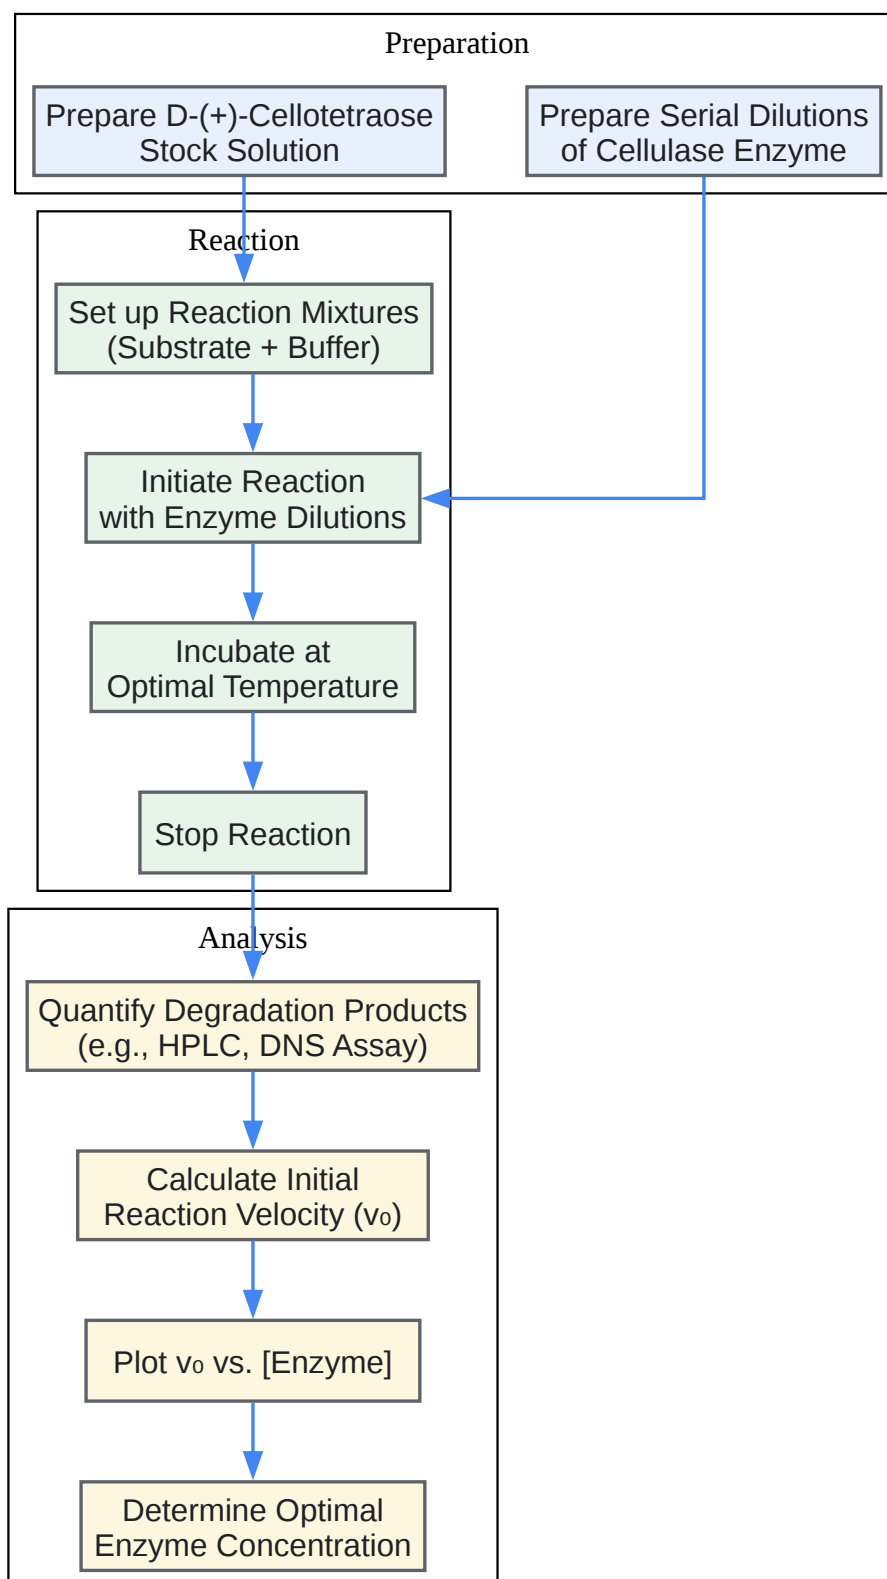 Preparation
Prepare D-(+)-Cellotetraose
Stock Solution
Prepare Serial Dilutions
of Cellulase Enzyme
Reaction
Set up Reaction Mixtures
(Substrate + Buffer)
Initiate Reaction
with Enzyme Dilutions
Incubate at
Optimal Temperature
Stop Reaction
Analysis
Quantify Degradation Products
(e.g., HPLC, DNS Assay)
Calculate Initial
Reaction Velocity (v₀)
Plot v₀ vs. [Enzyme]
Determine Optimal
Enzyme Concentration